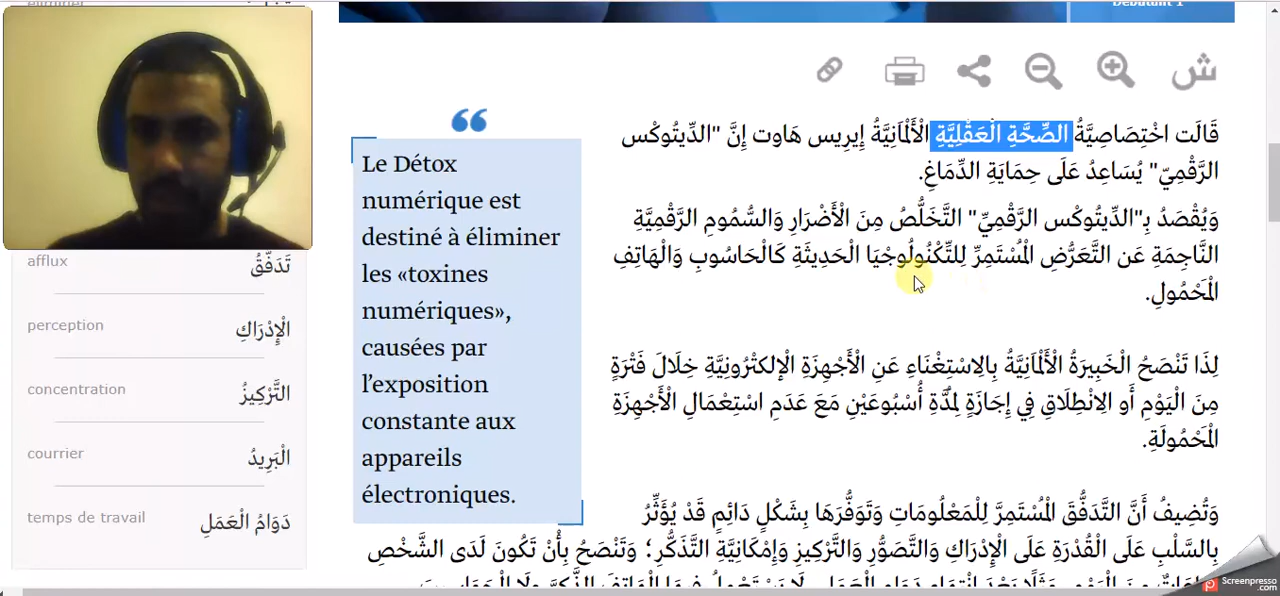 Débutant 1
éliminer
afflux
تَدَفُّقُ
perception
الْإِدْرَاكِ
concentration
التَّرْكِيزُ
courrier
الْبَرِيدُ
temps de travail
دَوَامُ الْعَمَلِ
“
Le Détox
numérique est
destiné à éliminer
les «toxines
numériques»,
causées par
l’exposition
constante aux
appareils
électroniques.
ش
قَالَت اخْتِصَاصِيَّةُ الصِّحَّةِ الْعَقْلِيَّةِ الْأَلْمَانِيَّةُ إِيرِيس هَاوت إِنَّ "الدِّيتُوكْس
الرَّقْمِيّ" يُسَاعِدُ عَلَى حِمَايَةِ الدِّمَاغِ.
وَيُقْصَدُ بِـ"الدِّيتُوكْس الرَّقْمِيِّ" التَّخَلُّصُ مِنَ الْأَضْرَارِ وَالسُّمُومِ الرَّقْمِيَّةِ
النَّاجِمَةِ عَن التَّعَرُّضِ الْمُسْتَمِرِّ لِلتِّكْنُولُوجْيَا الْحَدِيثَةِ كَالْحَاسُوبِ وَالْهَاتِفِ
الْمَحْمُولِ.
لِذَا تَنْصَحُ الْخَبِيرَةُ الْأَلْمَانِيَّةُ بِالِاسْتِغْنَاءِ عَنِ الْأَجْهِزَةِ الْإِلكْتْرُونِيَّةِ خِلَالَ فَتْرَةٍ
مِنَ الْيَوْمِ أَو الِانْطِلَاقِ فِي إِجَازَةٍ لِمُدَّةِ أُسْبُوعَيْنِ مَعَ عَدَمِ اسْتِعْمَالِ الْأَجْهِزَةِ
الْمَحْمُولَةِ.
وَتُضِيفُ أَنَّ التَّدَفُّقَ الْمُسْتَمِرَّ لِلْمَعْلُومَاتِ وَتَوَفُّرَهَا بِشَكْلٍ دَائِمٍ قَدْ يُؤَثِّرُ
بِالسَّلْبِ عَلَى الْقُدْرَةِ عَلَى الْإِدْرَاكِ وَالتَّصَوُّرِ وَالتَّرْكِيزِ وَإِمْكَانِيَّةِ التَّذَكُّرِ؛ وَتَنْصَحُ بِأَنْ تَكُونَ لَدَى الشَّخْصِ
Screenpresso
.com